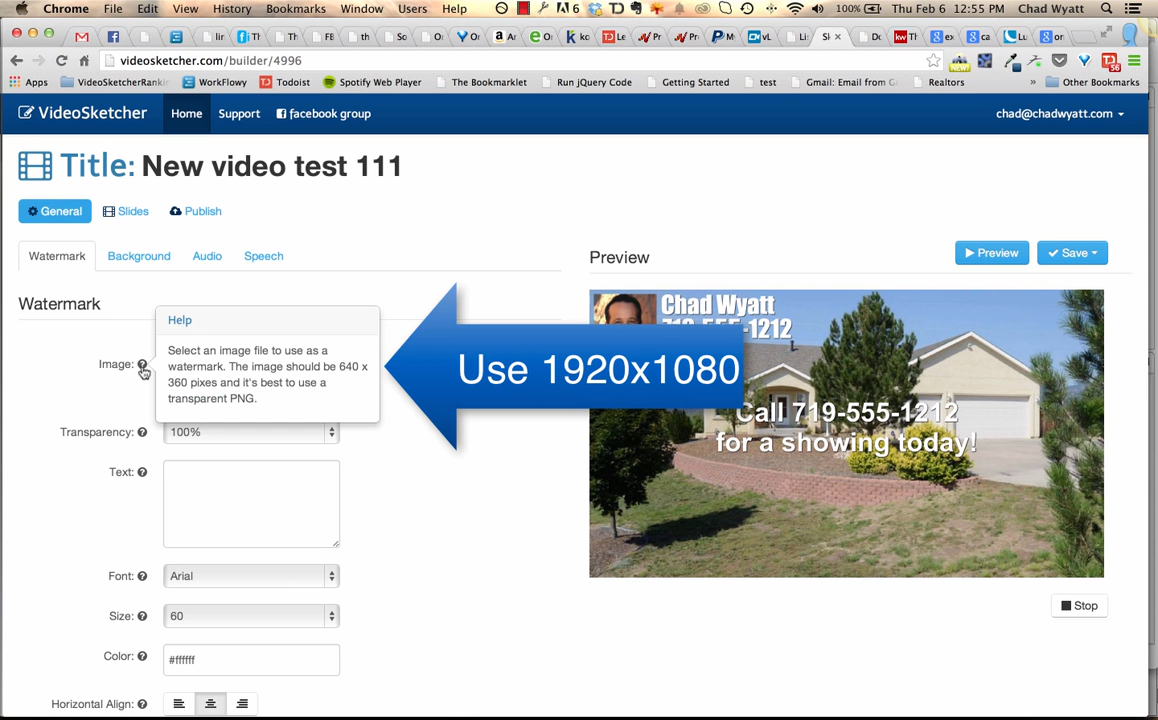 Chrome File Edit View History Bookmarks Window Users Help 6 100% Thu Feb 6 12:55 PM Chad Wyatt
videosketcher.com/builder/4996
Apps VideoSketcherRankin WorkFlowy Todoist Spotify Web Player The Bookmarklet Run jQuery Code Getting Started test Gmail: Email from G Realtors » Other Bookmarks
VideoSketcher Home Support facebook group chad@chadwyatt.com
Title: New video test 111
General Slides Publish
Watermark Background Audio Speech
Preview
Preview Save
Watermark
Help
Select an image file to use as a
watermark. The image should be 640 x
360 pixes and it's best to use a
transparent PNG.
Image:
Use 1920x1080
Chad Wyatt
719-555-1212
Call 719-555-1212
for a showing today!
Transparency: 100%
Text:
Font: Arial
Size: 60
Stop
Color: #ffffff
Horizontal Align: